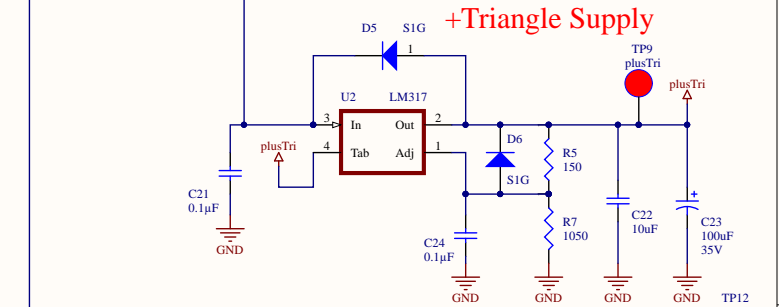 +Triangle Supply
D5 S1G
1
TP9
plusTri
plusTri
U2 LM317
3 In Out 2
plusTri
4 Tab Adj 1
D6
S1G
R5
150
C21
0.1µF
GND
C24
0.1µF
GND
R7
1050
GND
C22
10uF
GND
+
C23
100uF
35V
GND
TP12